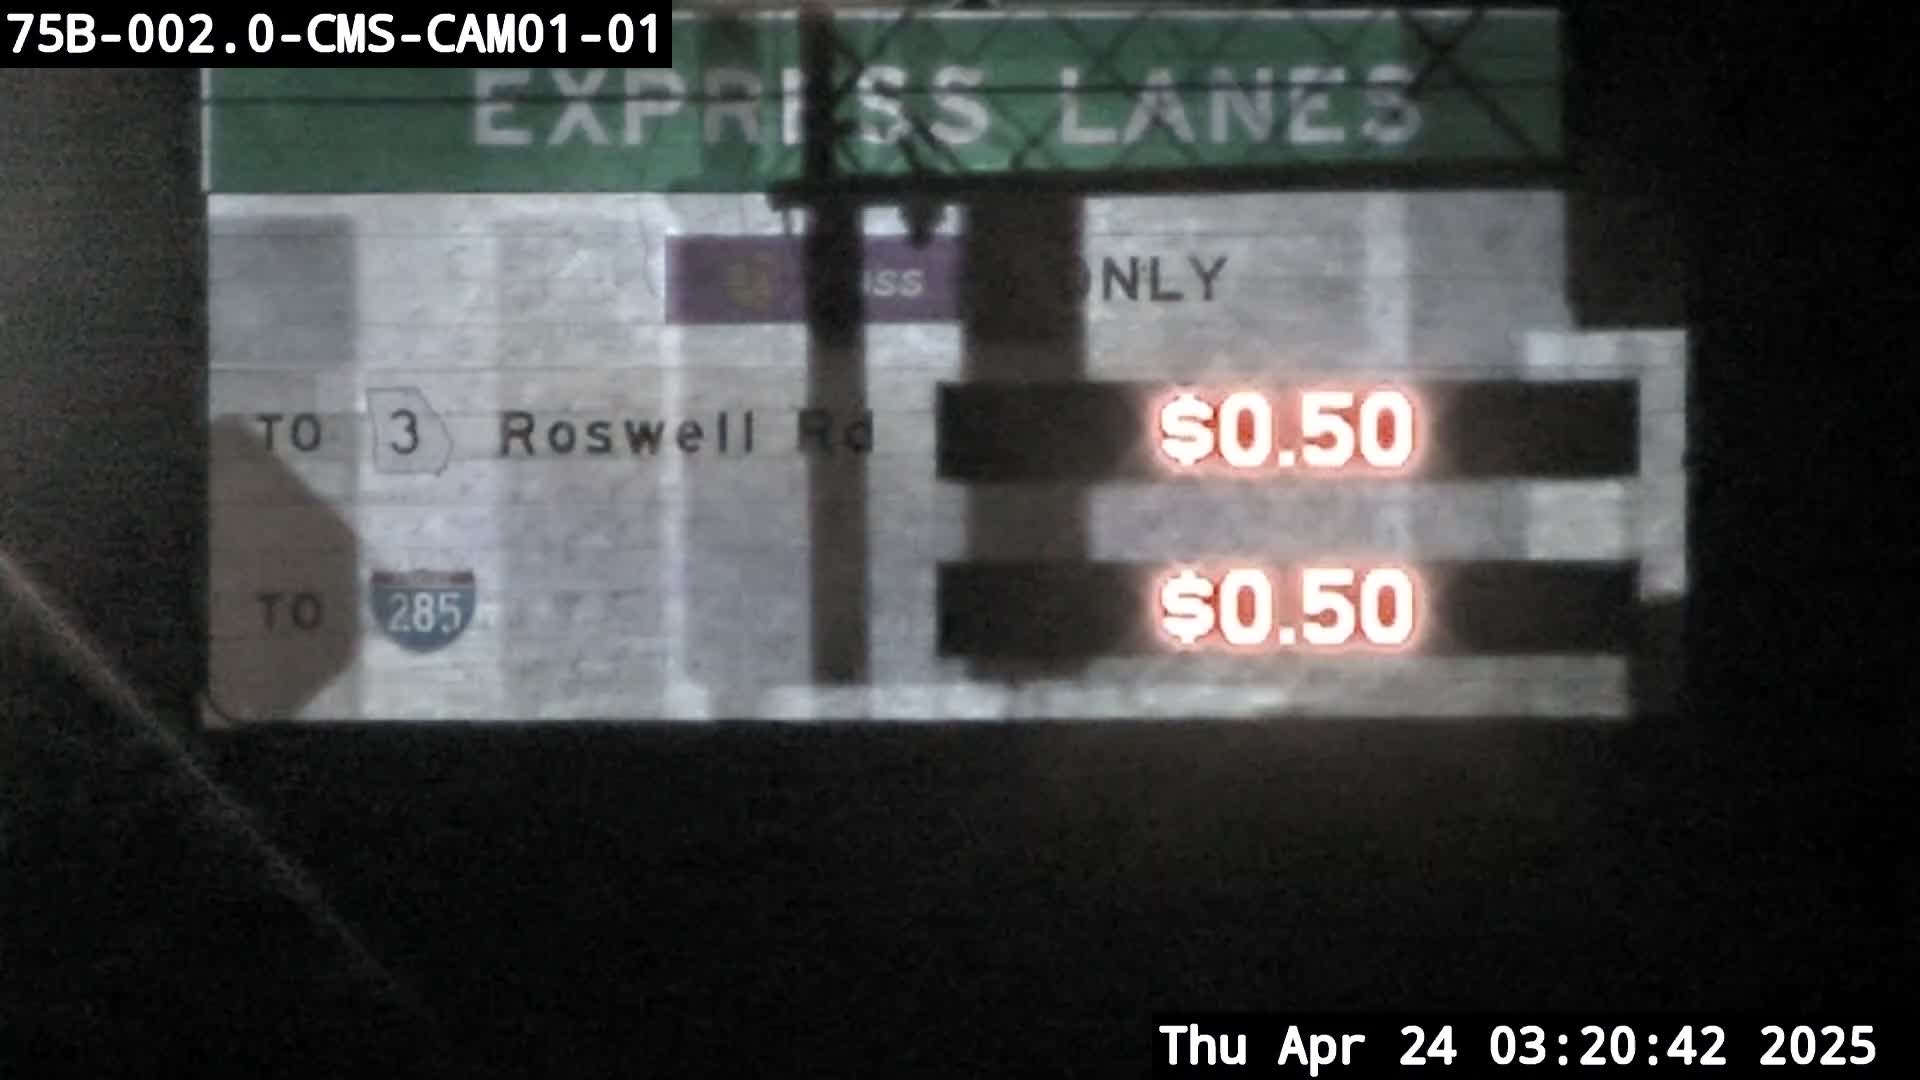 75B-002.0-CMS-CAM01-01
EXPRESS LANES
ONLY
TO 3 Roswell Rd $0.50
TO 285 $0.50
Thu Apr 24 03:20:42 2025